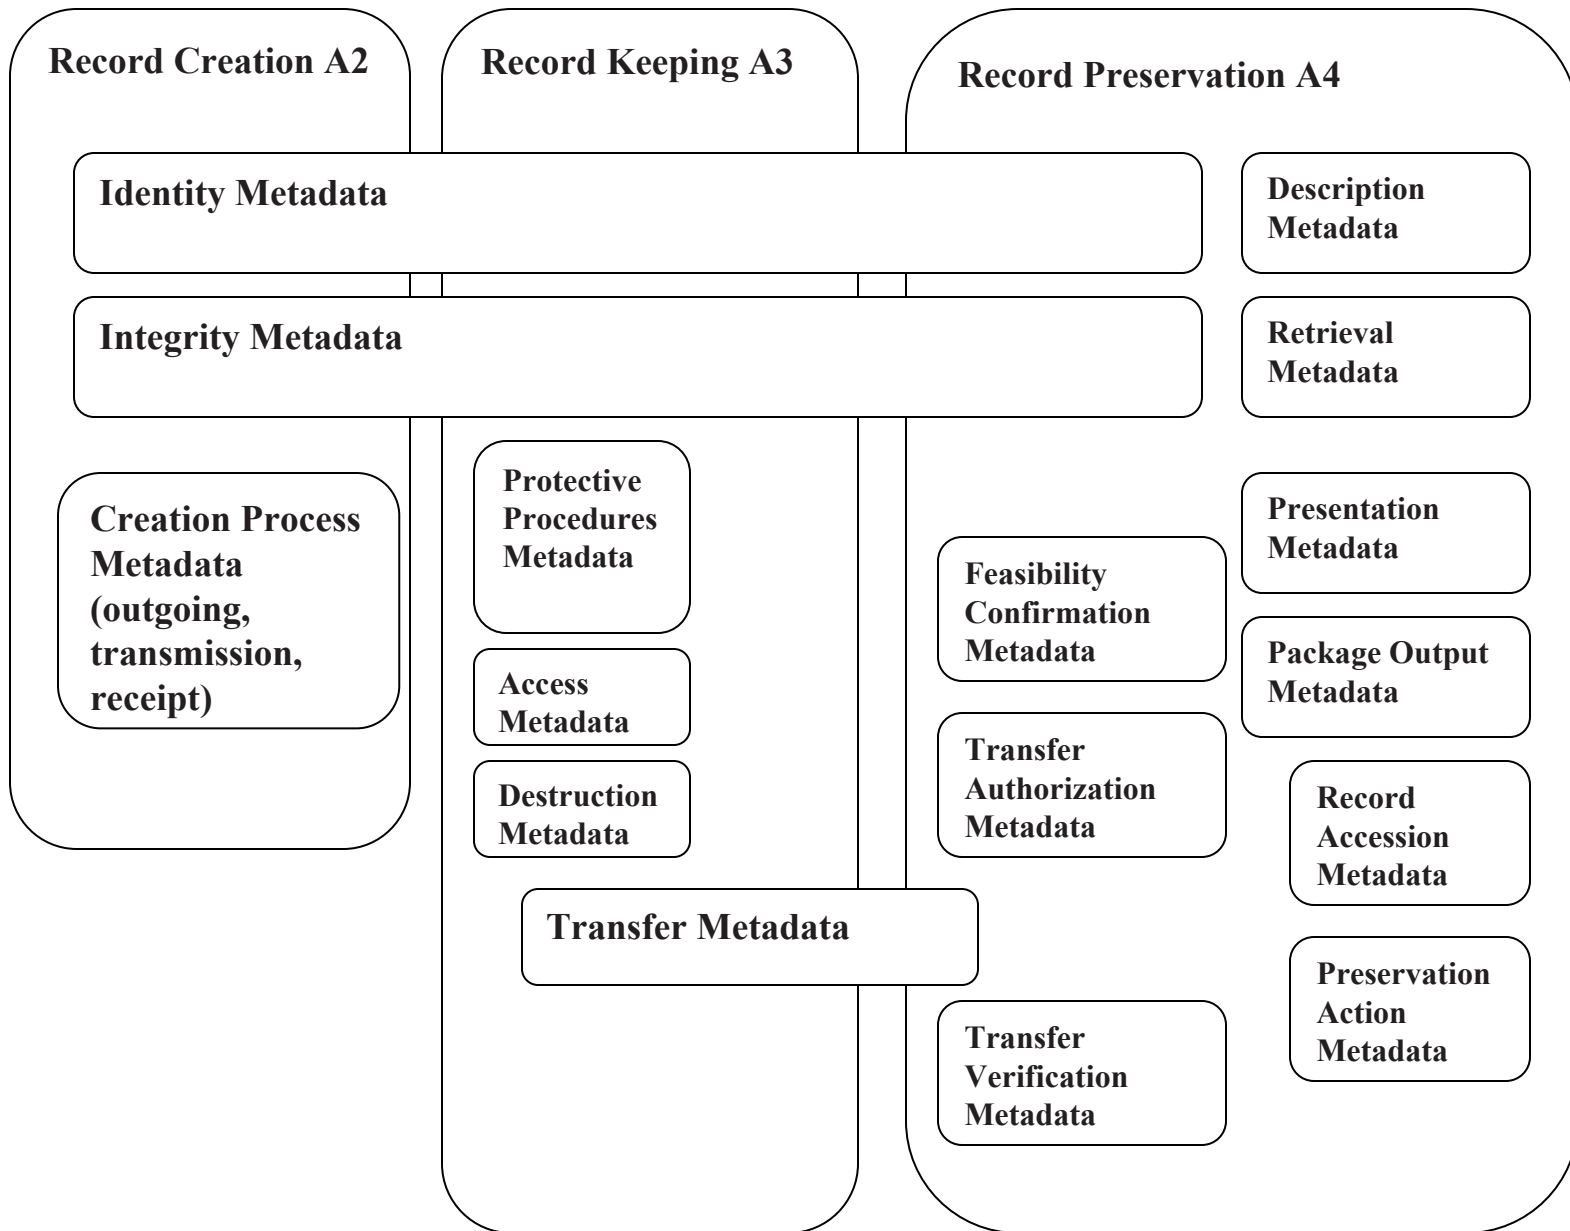 Record Creation A2
Record Keeping A3
Record Preservation A4
Identity Metadata
Description
Metadata
Integrity Metadata
Retrieval
Metadata
Creation Process
Metadata
(outgoing,
transmission,
receipt)
Protective
Procedures
Metadata
Access
Metadata
Destruction
Metadata
Transfer Metadata
Feasibility
Confirmation
Metadata
Transfer
Authorization
Metadata
Transfer
Verification
Metadata
Presentation
Metadata
Package Output
Metadata
Record
Accession
Metadata
Preservation
Action
Metadata